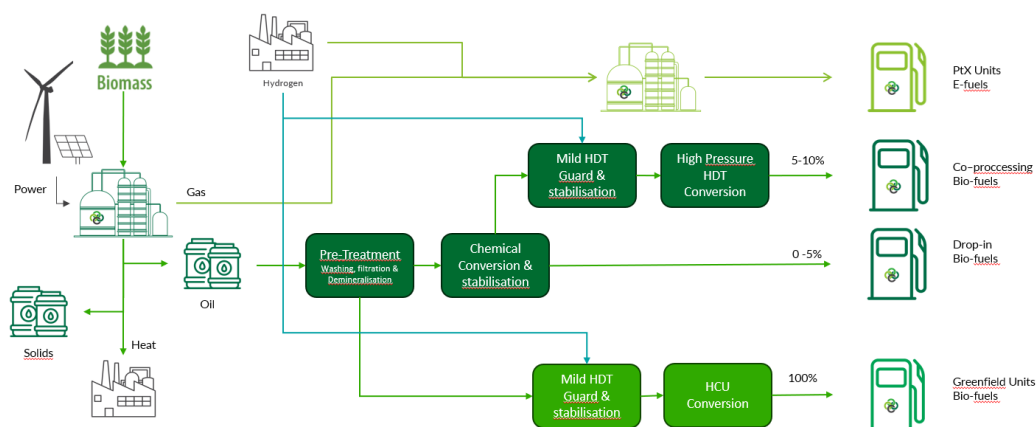 Biomass
Hydrogen
PtX Units
E-fuels
Power
Gas
Mild HDT
Guard &
stabilisation
High Pressure
HDT
Conversion
5-10%
Co-proccessing
Bio-fuels
Pre-Treatment
Washing, filtration &
Demineralisation
Chemical
Conversion &
stabilisation
0 -5%
Drop-in
Bio-fuels
Oil
Solids
Heat
Mild HDT
Guard &
stabilisation
HCU
Conversion
100%
Greenfield Units
Bio-fuels